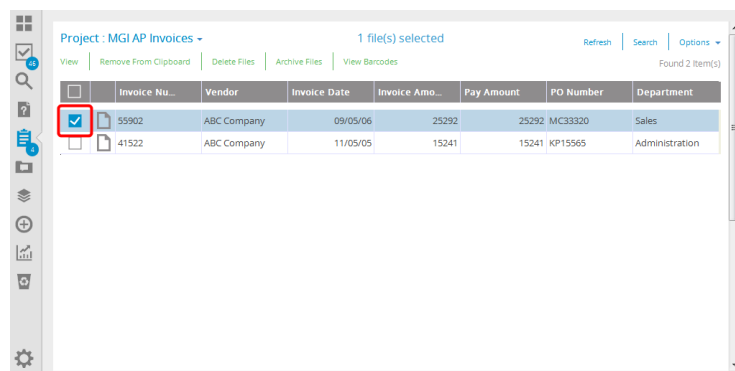 Project : MGI AP Invoices 1 file(s) selected Refresh Search Options
View Remove From Clipboard Delete Files Archive Files View Barcodes Found 2 Item(s)
Invoice Nu... Vendor Invoice Date Invoice Amo... Pay Amount PO Number Department
55902 ABC Company 09/05/06 25292 25292 MC33320 Sales
41522 ABC Company 11/05/05 15241 15241 KP15565 Administration
46
?
4